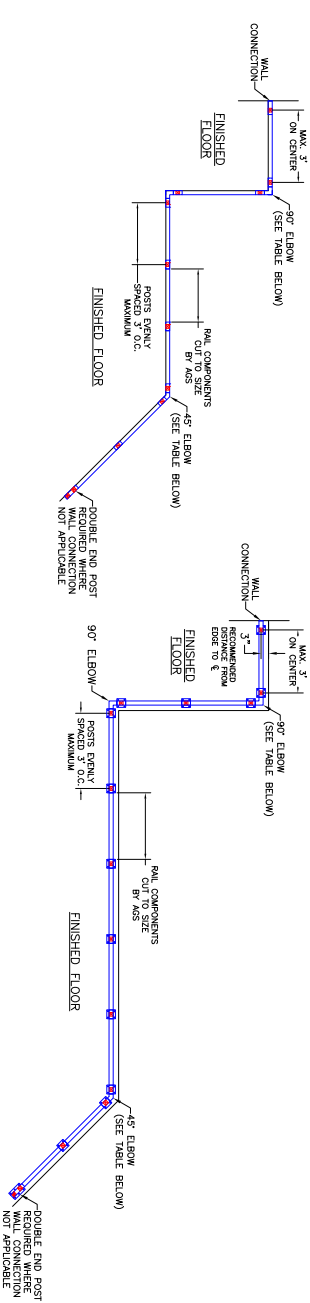 WALL
CONNECTION
MAX. 3'
ON CENTER
90° ELBOW
(SEE TABLE BELOW)
FINISHED
FLOOR
POSTS EVENLY
SPACED 3' O.C.
MAXIMUM
RAIL COMPONENTS
CUT TO SIZE
BY AGS
FINISHED FLOOR
45° ELBOW
(SEE TABLE BELOW)
DOUBLE END POST
REQUIRED WHERE
WALL CONNECTION
NOT APPLICABLE
WALL
CONNECTION
MAX. 3'
ON CENTER
90° ELBOW
(SEE TABLE BELOW)
3"
RECOMMENDED
DISTANCE FROM
EDGE TO ℄
FINISHED
FLOOR
90° ELBOW
POSTS EVENLY
SPACED 3' O.C.
MAXIMUM
RAIL COMPONENTS
CUT TO SIZE
BY AGS
FINISHED FLOOR
45° ELBOW
(SEE TABLE BELOW)
DOUBLE END POST
REQUIRED WHERE
WALL CONNECTION
NOT APPLICABLE